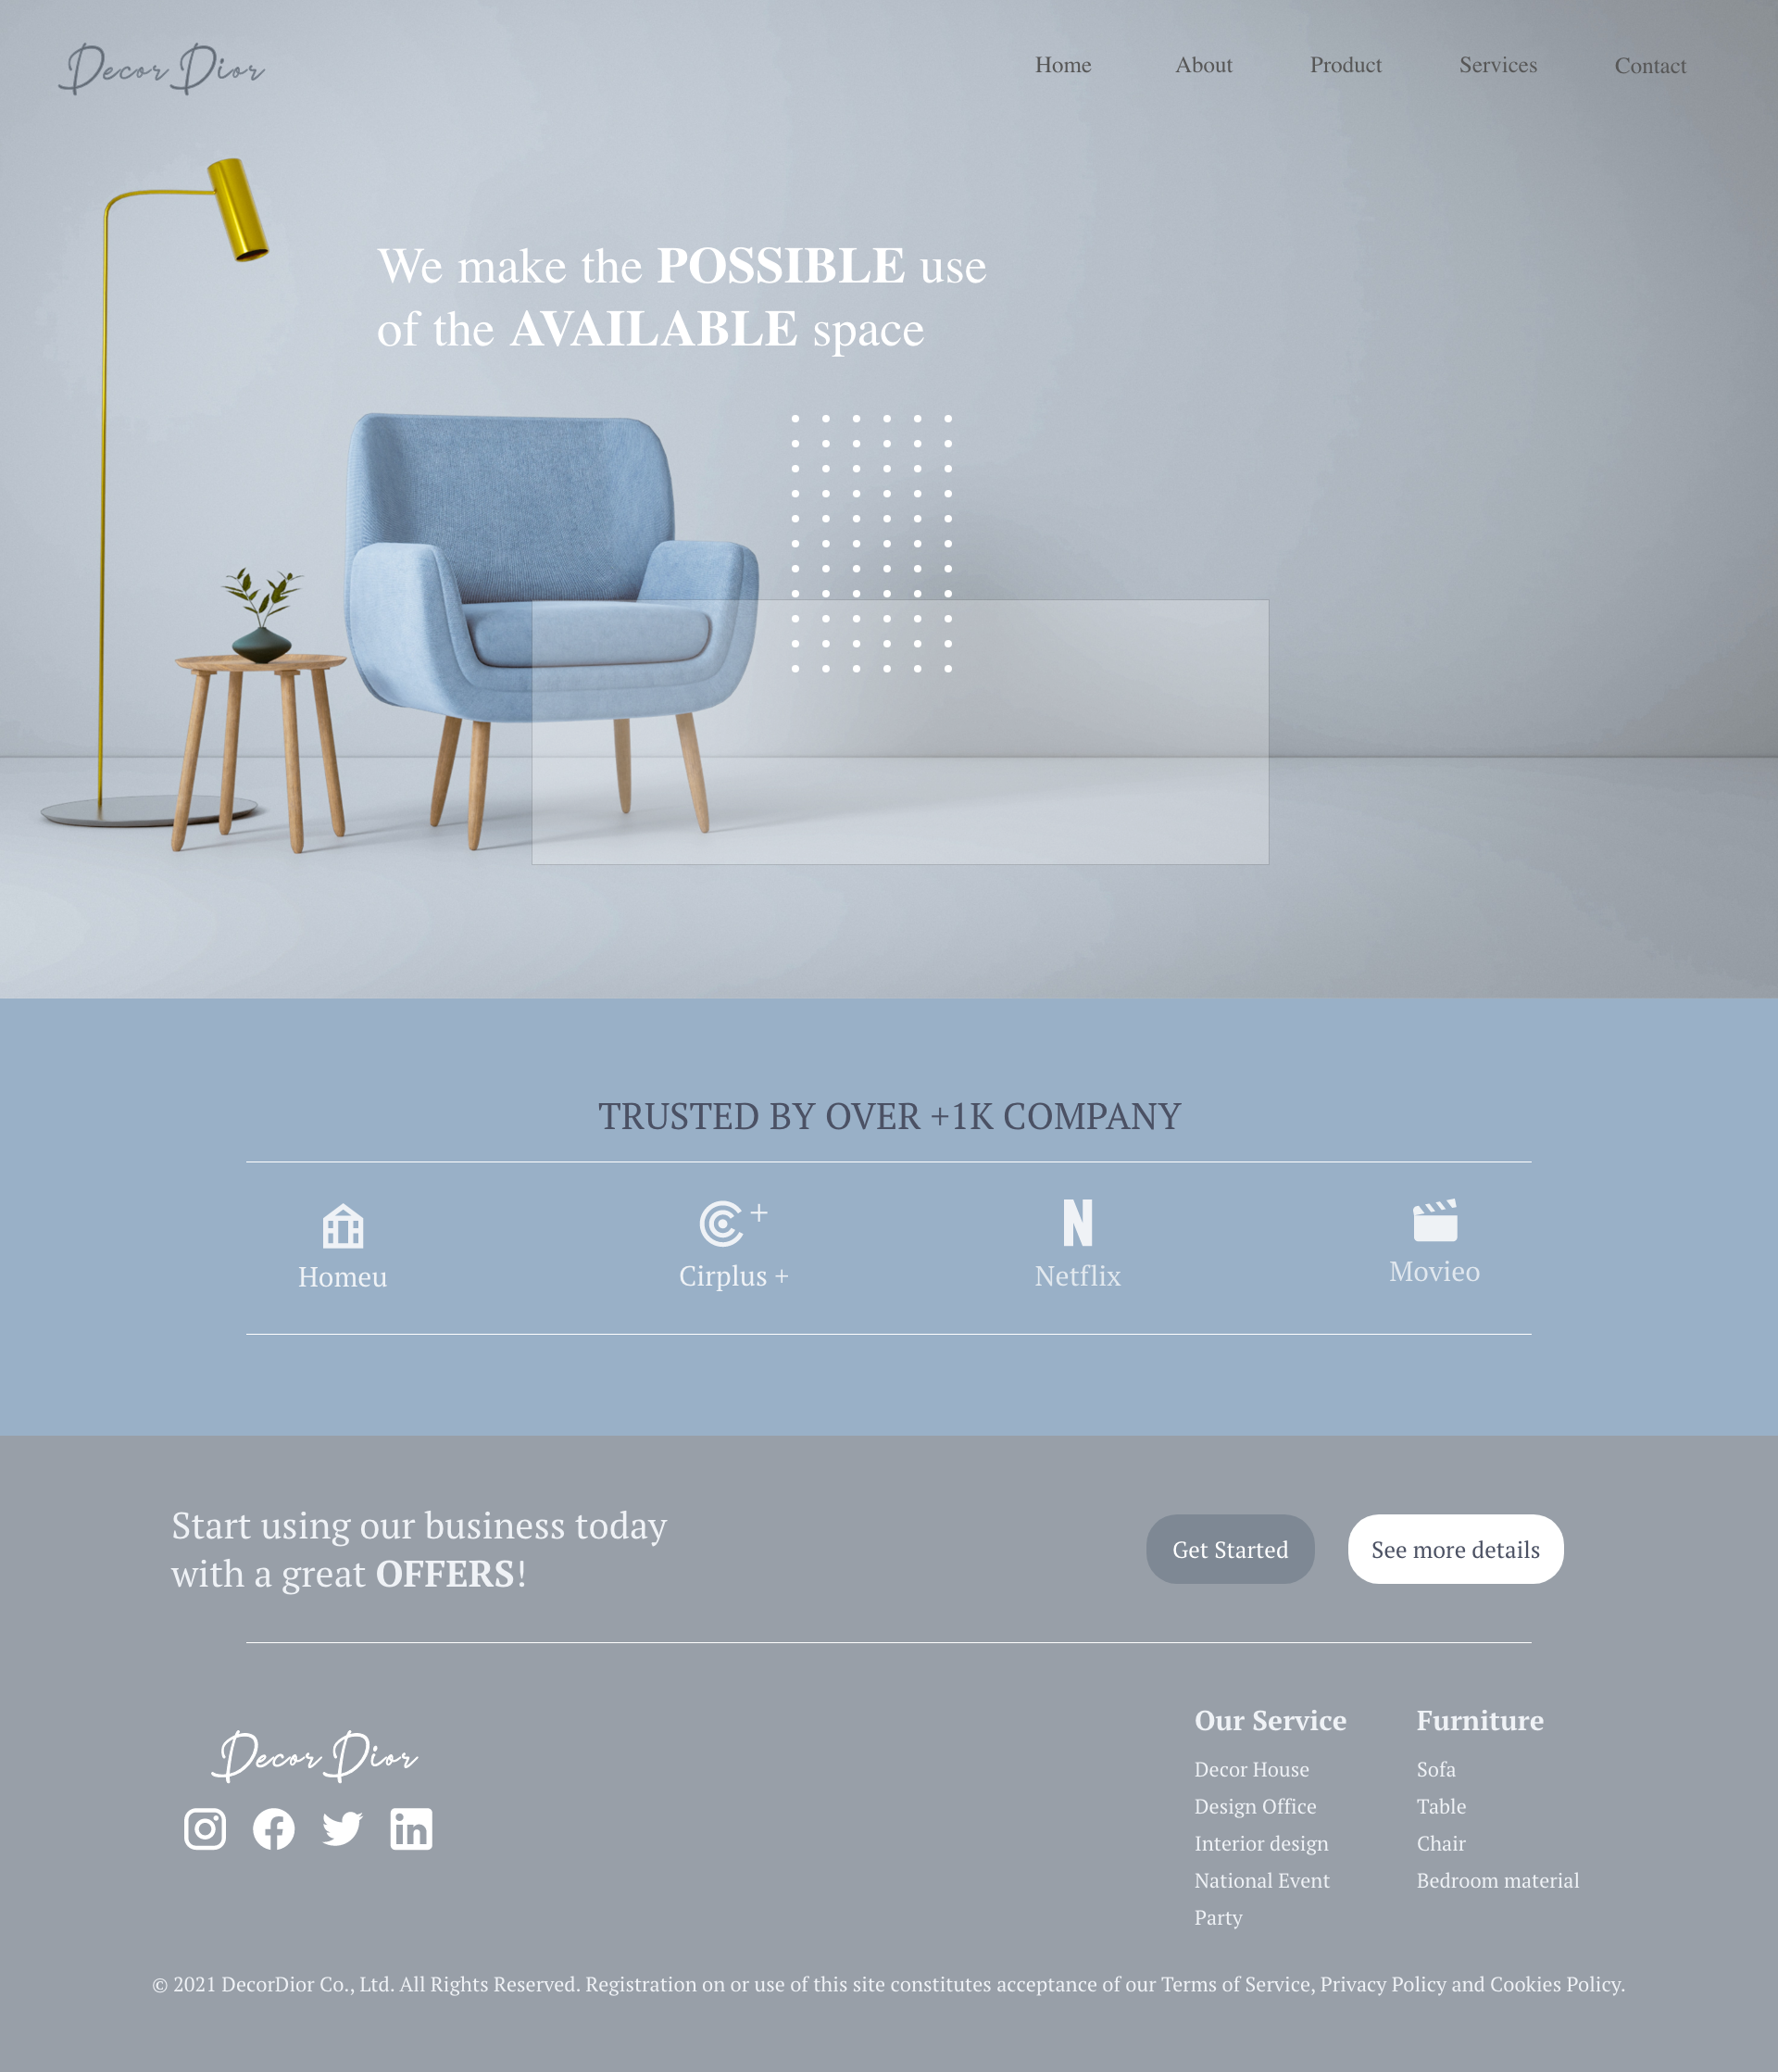 Decor Dior
Home About Product Services Contact
We make the POSSIBLE use
of the AVAILABLE space
TRUSTED BY OVER +1K COMPANY
+
Homeu Cirplus + Netflix Movieo
Start using our business today
with a great OFFERS!
Get Started See more details
Decor Dior
Our Service
Decor House
Design Office
Interior design
National Event
Party
Furniture
Sofa
Table
Chair
Bedroom material
© 2021 DecorDior Co., Ltd. All Rights Reserved. Registration on or use of this site constitutes acceptance of our Terms of Service, Privacy Policy and Cookies Policy.